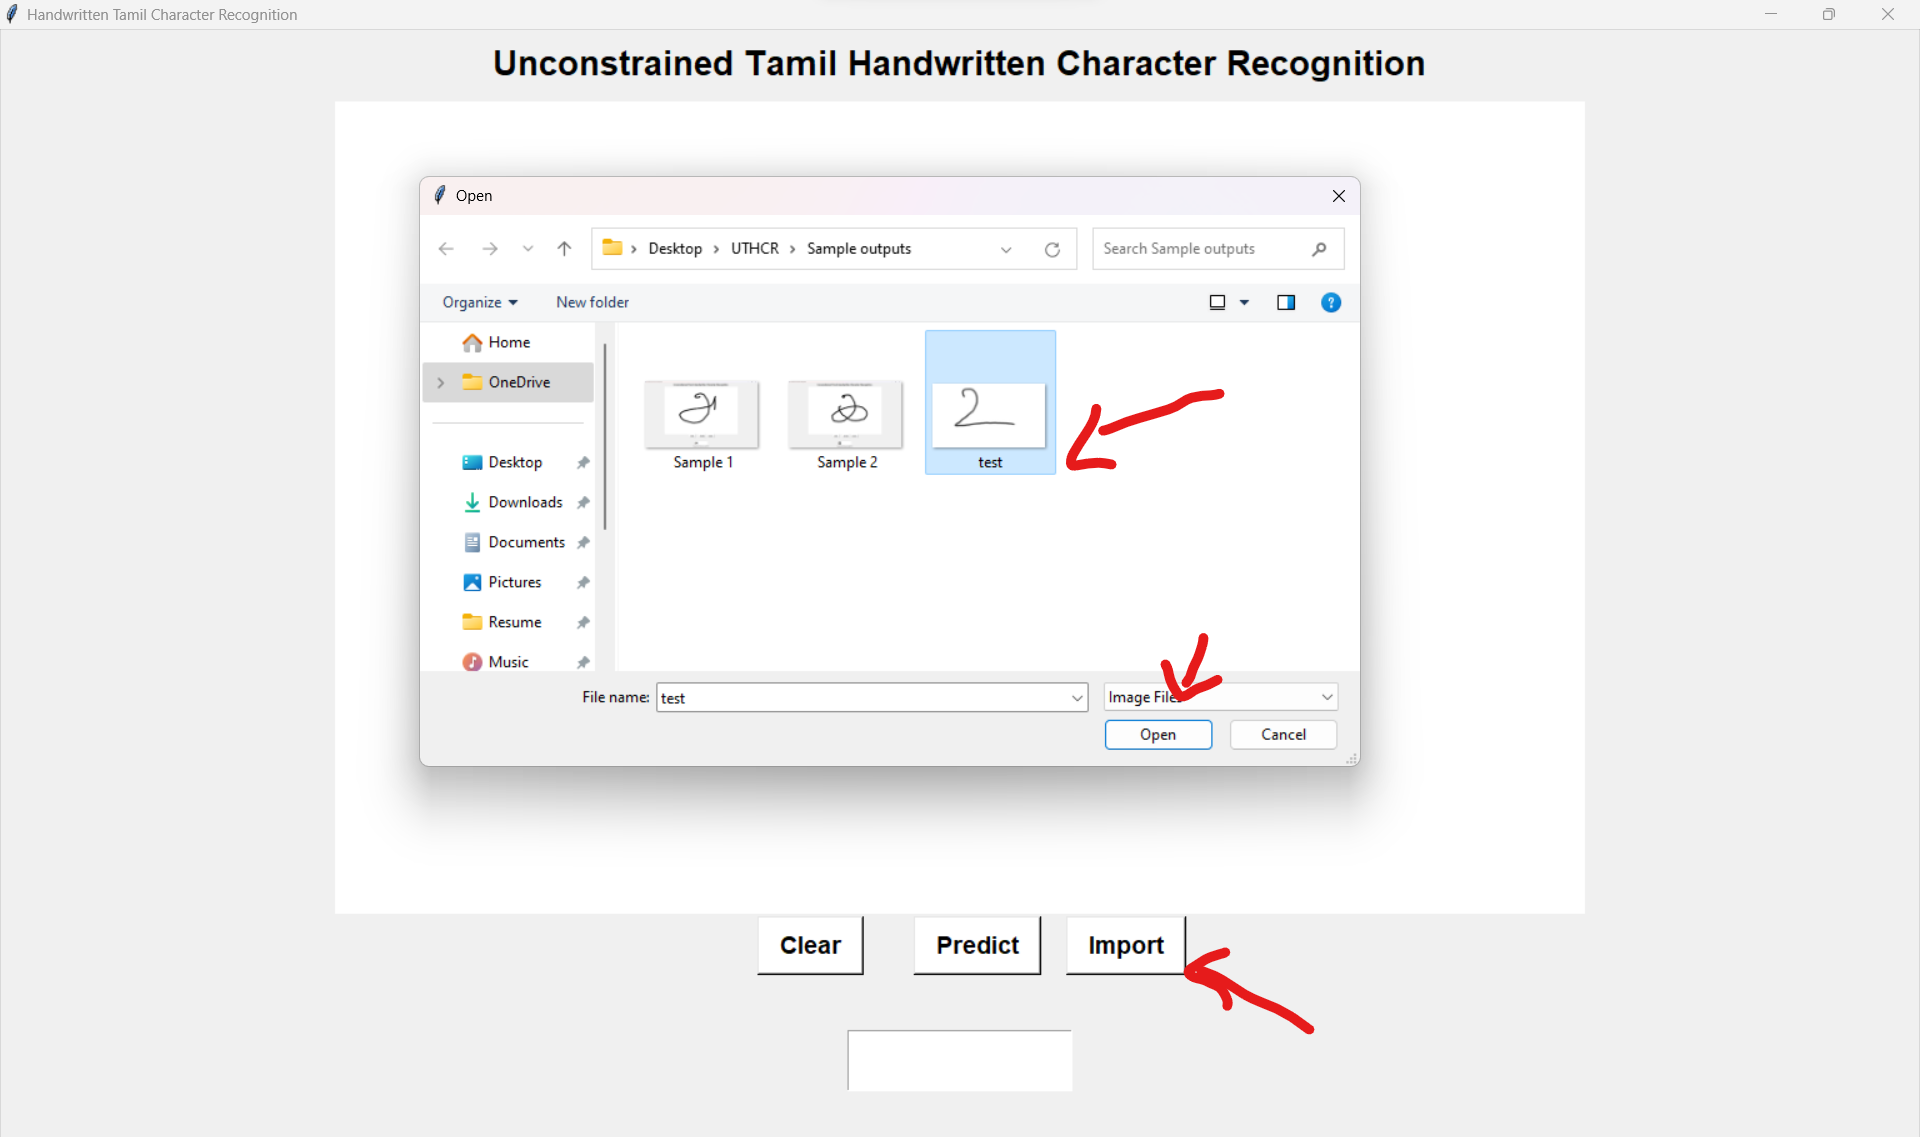 Handwritten Tamil Character Recognition
Unconstrained Tamil Handwritten Character Recognition
Open
Desktop > UTHCR > Sample outputs
Search Sample outputs
Organize
New folder
?
Home
OneDrive
Desktop
Downloads
Documents
Pictures
Resume
Music
அ
உ
உ
Sample 1
Sample 2
test
File name:
test
Image Files
Open
Cancel
Clear
Predict
Import